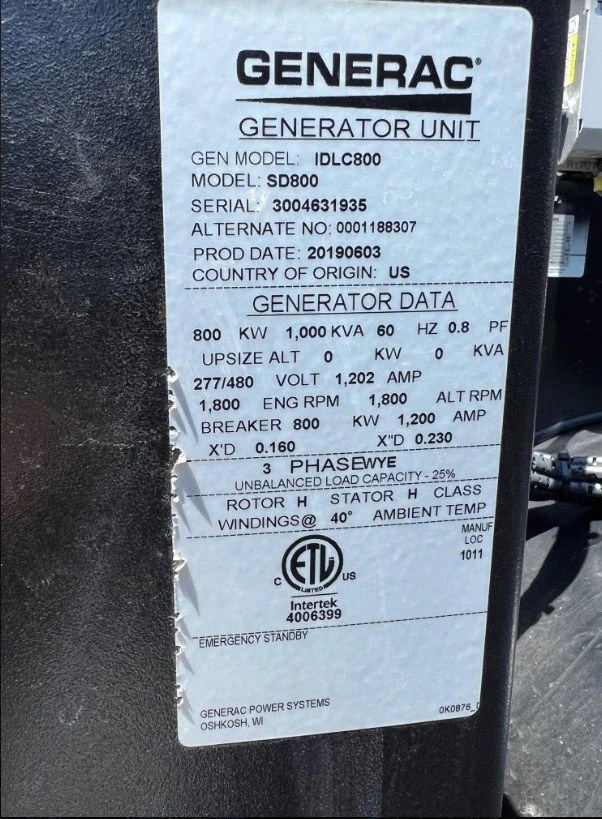 GENERAC®
GENERATOR UNIT
GEN MODEL: IDLC800
MODEL: SD800
SERIAL: 3004631935
ALTERNATE NO: 0001188307
PROD DATE: 20190603
COUNTRY OF ORIGIN: US
GENERATOR DATA
800 KW 1,000 KVA 60 HZ 0.8 PF
UPSIZE ALT 0 KW 0 KVA
277/480 VOLT 1,202 AMP
1,800 ENG RPM 1,800 ALT RPM
BREAKER 800 KW 1,200 AMP
X'D 0.160 X"D 0.230
3 PHASE WYE
UNBALANCED LOAD CAPACITY - 25%
ROTOR H STATOR H CLASS
WINDINGS @ 40° AMBIENT TEMP
MANUF
LOC
1011
ETL
LISTED
C US
Intertek
4006399
EMERGENCY STANDBY
GENERAC POWER SYSTEMS
OSHKOSH, WI
0K0876_